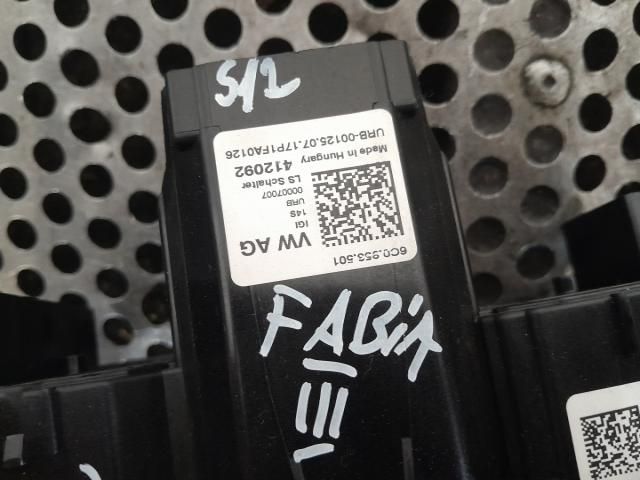 S12
URB-00125.07.17P1FA0126
Made in Hungary
412092
LS Schalter
00007007
URB
14S
IGI
VW AG
6C0.953.501
FABIA
III